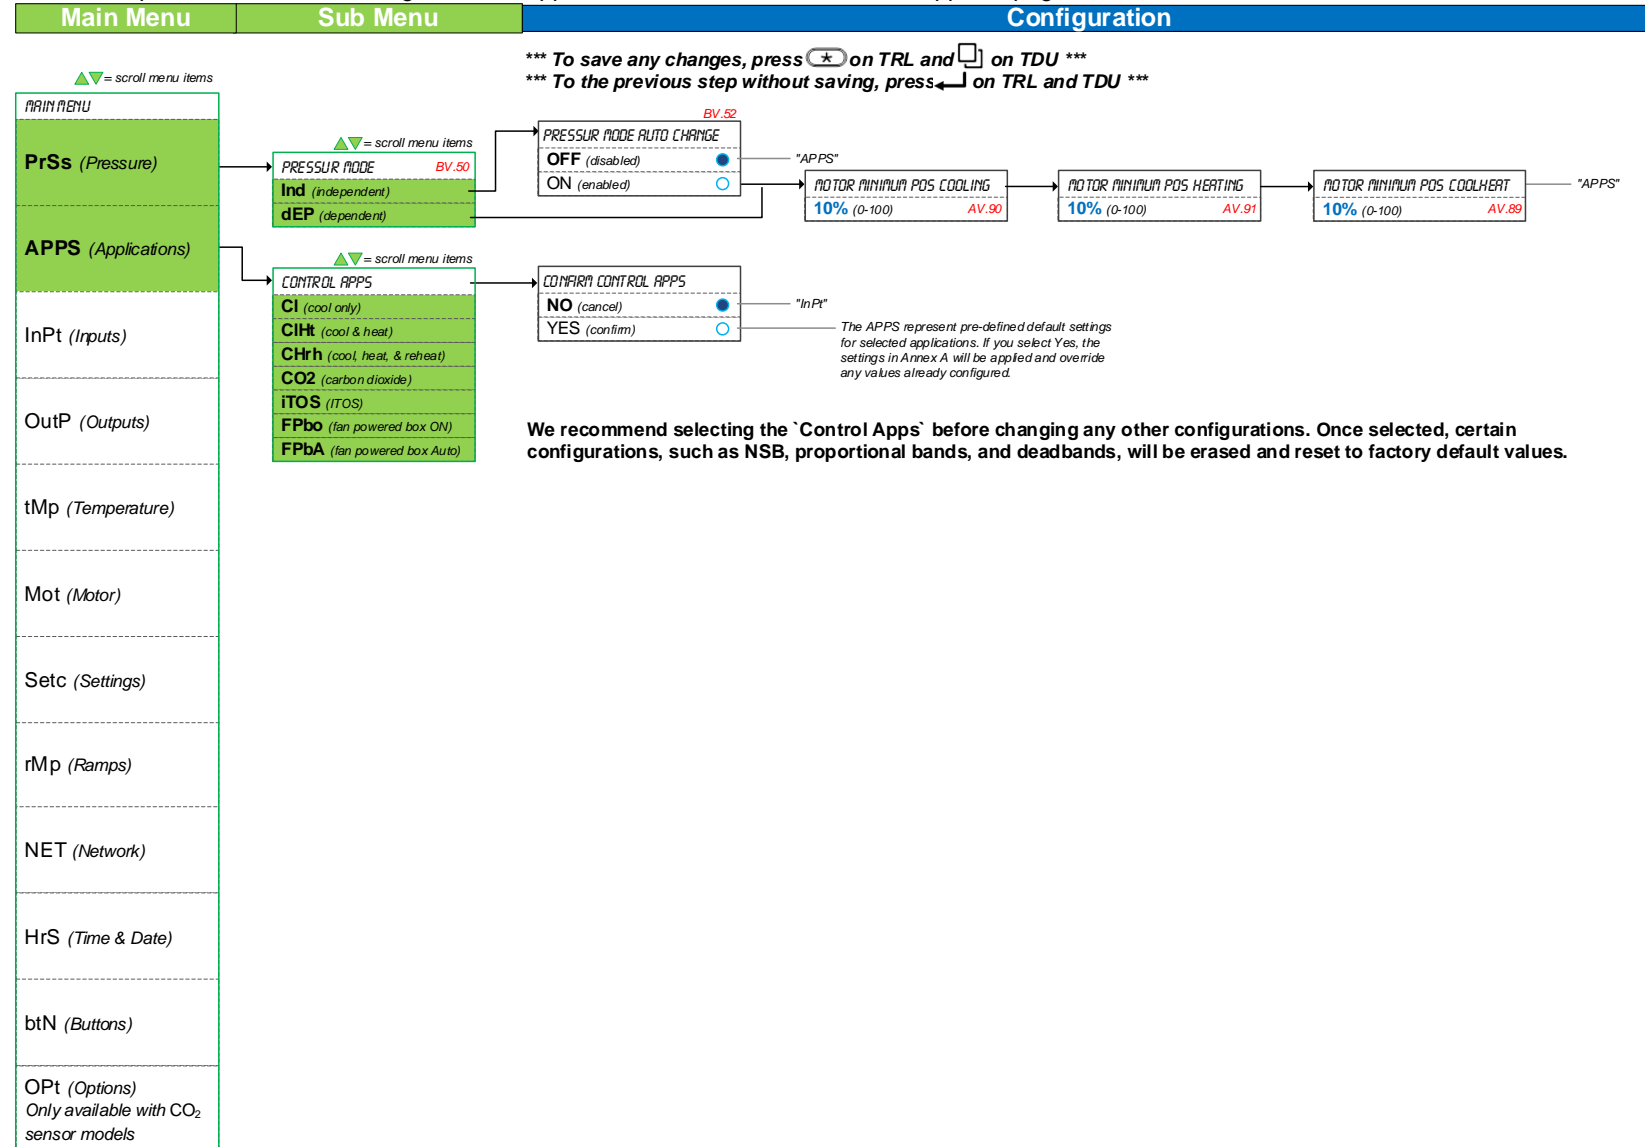 Main Menu
Sub Menu
Configuration
*** To save any changes, press on TRL and on TDU ***
*** To the previous step without saving, press on TRL and TDU ***
= scroll menu items
MAIN MENU
PrSs (Pressure)
APPS (Applications)
InPt (Inputs)
OutP (Outputs)
tMp (Temperature)
Mot (Motor)
Setc (Settings)
rMp (Ramps)
NET (Network)
HrS (Time & Date)
btN (Buttons)
OPt (Options)
Only available with CO2
sensor models
= scroll menu items
PRESSUR MODE BV.50
Ind (independent)
dEP (dependent)
BV.52
PRESSUR MODE AUTO CHANGE
OFF (disabled)
"APPS"
ON (enabled)
MOTOR MINIMUM POS COOLING
10% (0-100) AV.90
MOTOR MINIMUM POS HEATING
10% (0-100) AV.91
MOTOR MINIMUM POS COOLHEAT
10% (0-100) AV.89
"APPS"
= scroll menu items
CONTROL APPS
Cl (cool only)
ClHt (cool & heat)
CHrh (cool, heat, & reheat)
CO2 (carbon dioxide)
iTOS (ITOS)
FPbo (fan powered box ON)
FPbA (fan powered box Auto)
CONFIRM CONTROL APPS
NO (cancel)
"InPt"
YES (confirm)
The APPS represent pre-defined default settings
for selected applications. If you select Yes, the
settings in Annex A will be applied and override
any values already configured.
We recommend selecting the `Control Apps` before changing any other configurations. Once selected, certain
configurations, such as NSB, proportional bands, and deadbands, will be erased and reset to factory default values.